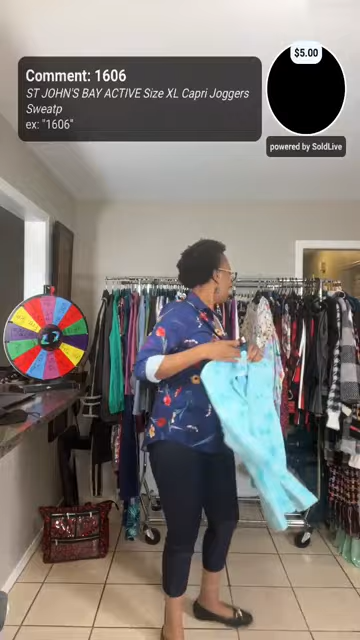 $5.00
Comment: 1606
ST JOHN'S BAY ACTIVE Size XL Capri Joggers
Sweatp
ex: "1606"
powered by SoldLive